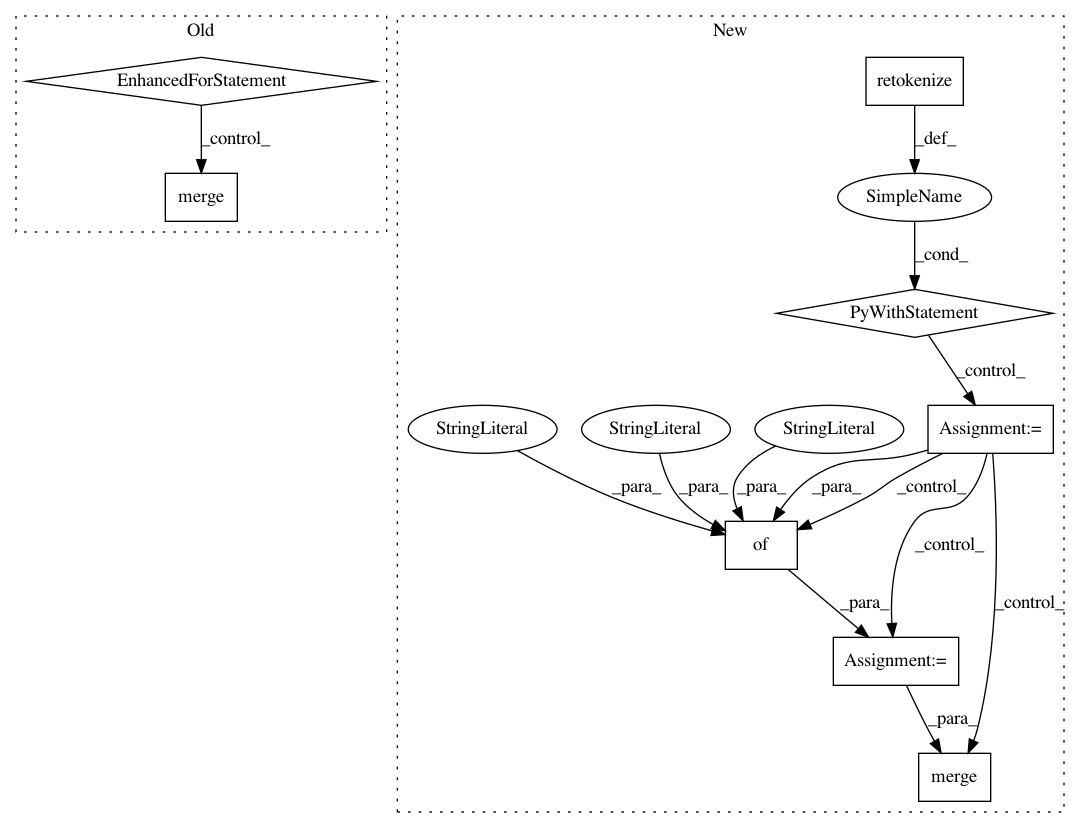 Old
New
EnhancedForStatement
retokenize
_control_
_def_
merge
SimpleName
_cond_
PyWithStatement
_control_
StringLiteral
StringLiteral
StringLiteral
Assignment:=
_para_
_para_
_para_
_para_
_control_
of
_control_
_para_
_control_
Assignment:=
_para_
merge